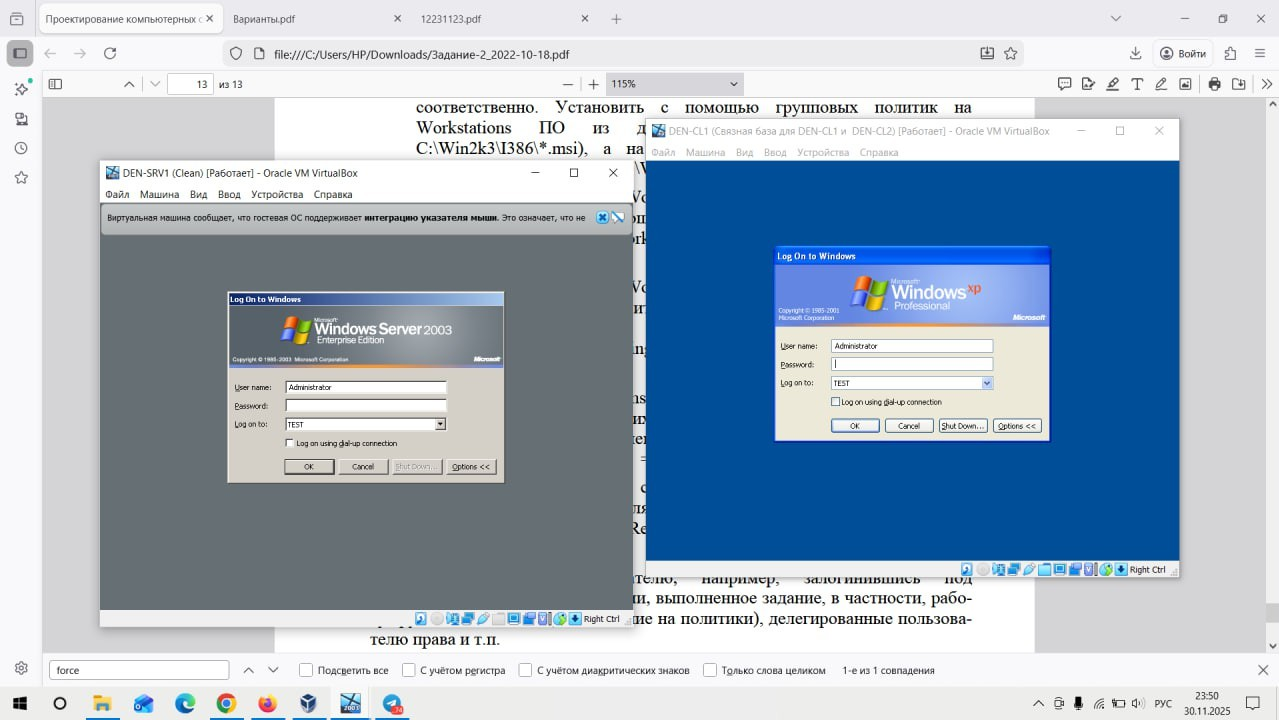 Проектирование компьютерных с
Варианты.pdf
12231123.pdf
file:///C:/Users/HP/Downloads/Задание-2_2022-10-18.pdf
Войти
13
из 13
115%
соответственно. Установить с помощью групповых политик на
Workstations ПО из
C:\Win2k3\I386\*.msi), а на
DEN-CL1 (Связная база для DEN-CL1 и DEN-CL2) [Работает] - Oracle VM VirtualBox
Файл Машина Вид Ввод Устройства Справка
Log On to Windows
Microsoft
Windows xp
Professional
Copyright © 1985-2001
Microsoft Corporation
Microsoft
User name: Administrator
Password:
Log on to: TEST
Log on using dial-up connection
OK Cancel Shut Down... Options <<
Right Ctrl
DEN-SRV1 (Clean) [Работает] - Oracle VM VirtualBox
Файл Машина Вид Ввод Устройства Справка
Виртуальная машина сообщает, что гостевая ОС поддерживает интеграцию указателя мыши. Это означает, что не
Log On to Windows
Microsoft
Windows Server 2003
Enterprise Edition
Copyright © 1985-2003 Microsoft Corporation
Microsoft
User name: Administrator
Password:
Log on to: TEST
Log on using dial-up connection
OK Cancel Shut Down... Options <<
Right Ctrl
например, залогинившись под
выполненное задание, в частности, рабо-
ние на политики), делегированные пользова-
телю права и т.п.
force
Подсветить все
С учётом регистра
С учётом диакритических знаков
Только слова целиком
1-е из 1 совпадения
РУС
23:50
30.11.2025